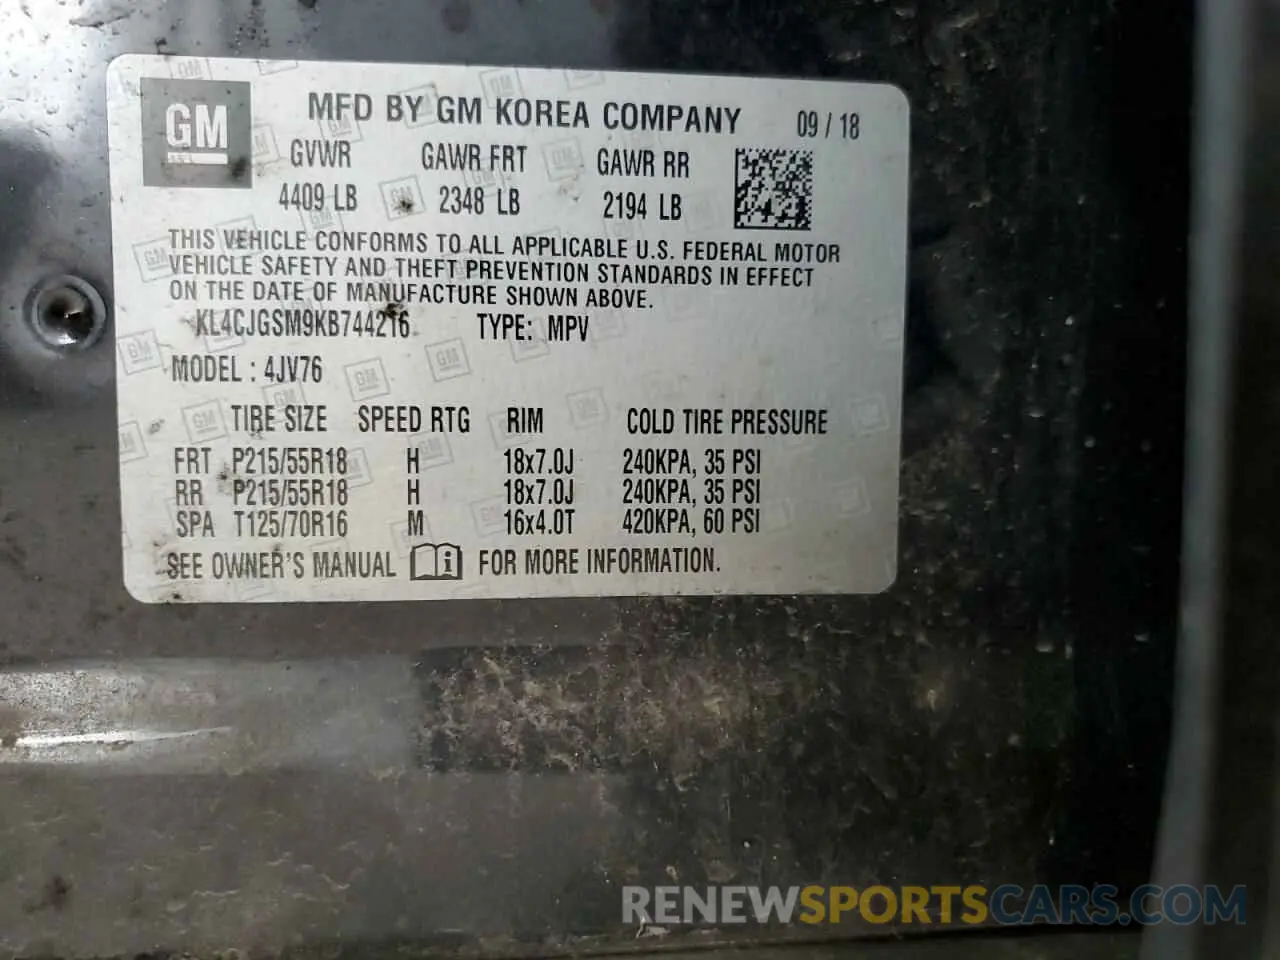 GM
MFD BY GM KOREA COMPANY 09 / 18
GVWR GAWR FRT GAWR RR
4409 LB 2348 LB 2194 LB
THIS VEHICLE CONFORMS TO ALL APPLICABLE U.S. FEDERAL MOTOR
VEHICLE SAFETY AND THEFT PREVENTION STANDARDS IN EFFECT
ON THE DATE OF MANUFACTURE SHOWN ABOVE.
KL4CJGSM9KB744216 TYPE: MPV
MODEL : 4JV76
TIRE SIZE SPEED RTG RIM COLD TIRE PRESSURE
FRT P215/55R18 H 18x7.0J 240KPA, 35 PSI
RR P215/55R18 H 18x7.0J 240KPA, 35 PSI
SPA T125/70R16 M 16x4.0T 420KPA, 60 PSI
SEE OWNER'S MANUAL i FOR MORE INFORMATION.
RENEWSPORTSCARS.COM